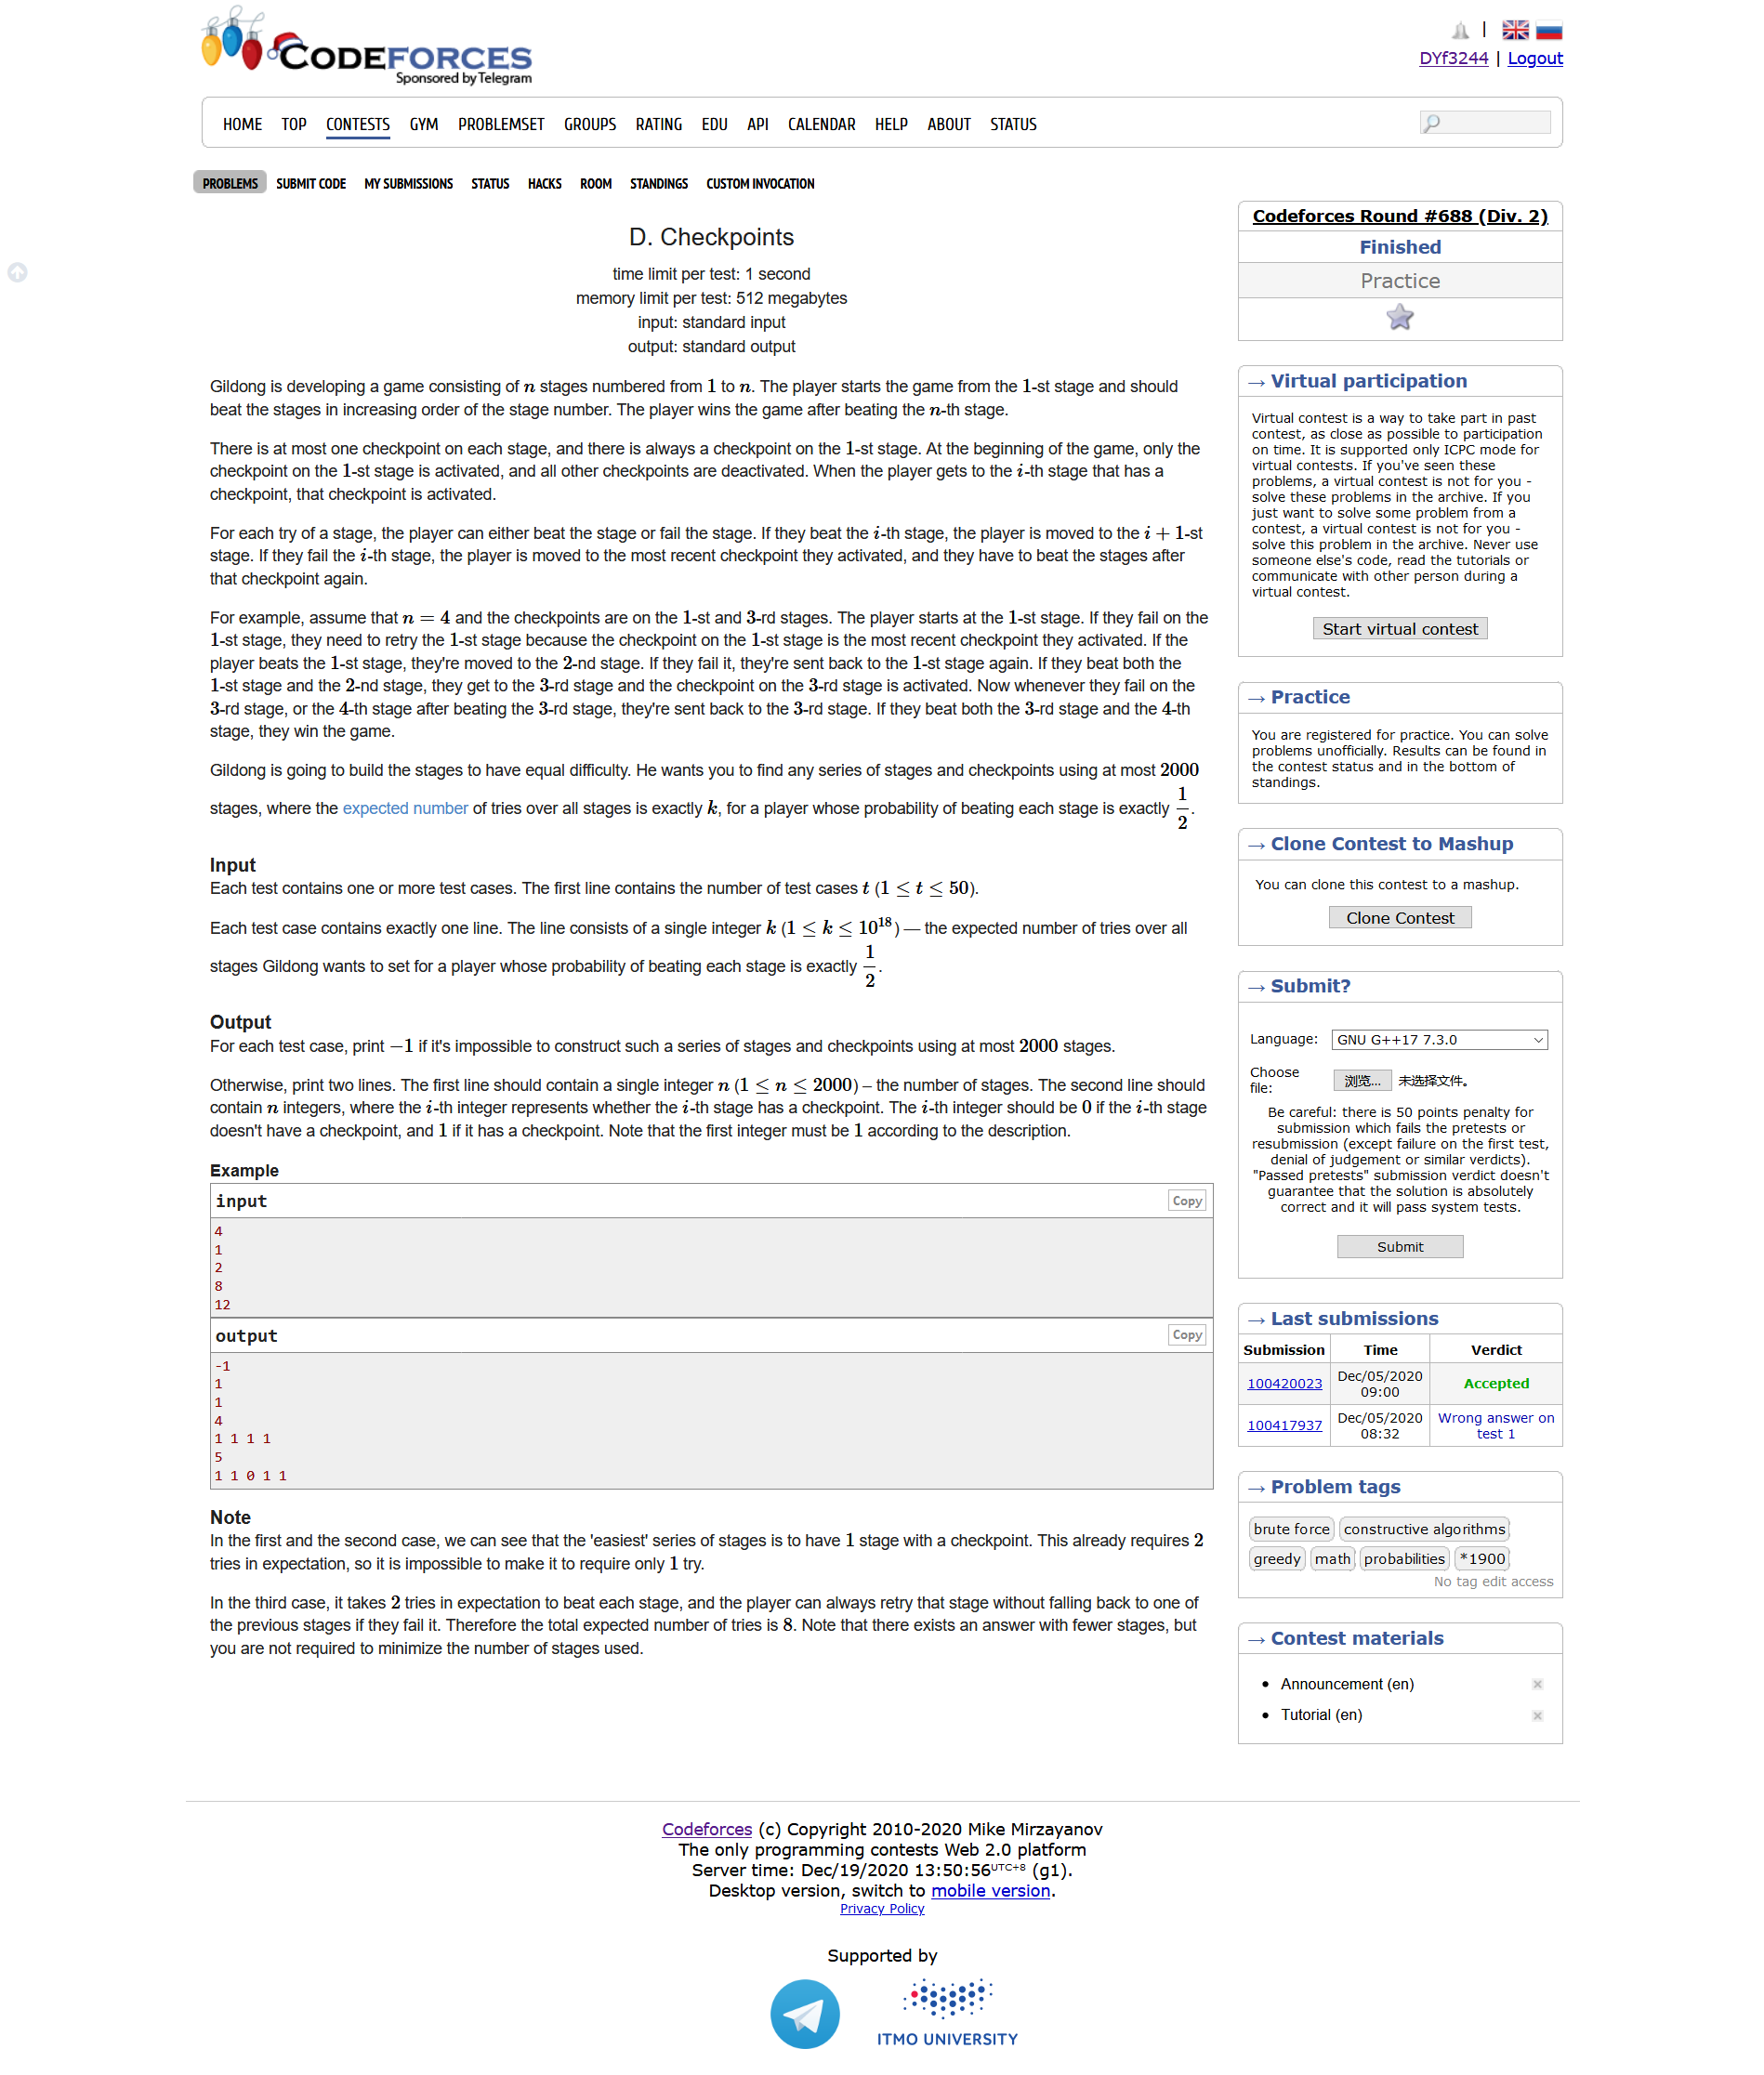 CODEFORCES
Sponsored by Telegram
|
DYf3244 | Logout
HOME TOP CONTESTS GYM PROBLEMSET GROUPS RATING EDU API CALENDAR HELP ABOUT STATUS
PROBLEMS SUBMIT CODE MY SUBMISSIONS STATUS HACKS ROOM STANDINGS CUSTOM INVOCATION
D. Checkpoints
time limit per test: 1 second
memory limit per test: 512 megabytes
input: standard input
output: standard output
Gildong is developing a game consisting of n stages numbered from 1 to n. The player starts the game from the 1-st stage and should
beat the stages in increasing order of the stage number. The player wins the game after beating the n-th stage.
There is at most one checkpoint on each stage, and there is always a checkpoint on the 1-st stage. At the beginning of the game, only the
checkpoint on the 1-st stage is activated, and all other checkpoints are deactivated. When the player gets to the i-th stage that has a
checkpoint, that checkpoint is activated.
For each try of a stage, the player can either beat the stage or fail the stage. If they beat the i-th stage, the player is moved to the i + 1-st
stage. If they fail the i-th stage, the player is moved to the most recent checkpoint they activated, and they have to beat the stages after
that checkpoint again.
For example, assume that n = 4 and the checkpoints are on the 1-st and 3-rd stages. The player starts at the 1-st stage. If they fail on the
1-st stage, they need to retry the 1-st stage because the checkpoint on the 1-st stage is the most recent checkpoint they activated. If the
player beats the 1-st stage, they're moved to the 2-nd stage. If they fail it, they're sent back to the 1-st stage again. If they beat both the
1-st stage and the 2-nd stage, they get to the 3-rd stage and the checkpoint on the 3-rd stage is activated. Now whenever they fail on the
3-rd stage, or the 4-th stage after beating the 3-rd stage, they're sent back to the 3-rd stage. If they beat both the 3-rd stage and the 4-th
stage, they win the game.
Gildong is going to build the stages to have equal difficulty. He wants you to find any series of stages and checkpoints using at most 2000
stages, where the expected number of tries over all stages is exactly k, for a player whose probability of beating each stage is exactly 1/2.
Input
Each test contains one or more test cases. The first line contains the number of test cases t (1 ≤ t ≤ 50).
Each test case contains exactly one line. The line consists of a single integer k (1 ≤ k ≤ 10^18) — the expected number of tries over all
stages Gildong wants to set for a player whose probability of beating each stage is exactly 1/2.
Output
For each test case, print −1 if it's impossible to construct such a series of stages and checkpoints using at most 2000 stages.
Otherwise, print two lines. The first line should contain a single integer n (1 ≤ n ≤ 2000) – the number of stages. The second line should
contain n integers, where the i-th integer represents whether the i-th stage has a checkpoint. The i-th integer should be 0 if the i-th stage
doesn't have a checkpoint, and 1 if it has a checkpoint. Note that the first integer must be 1 according to the description.
Example
input Copy
4
1
2
8
12
output Copy
-1
1
1
4
1 1 1 1
5
1 1 0 1 1
Note
In the first and the second case, we can see that the 'easiest' series of stages is to have 1 stage with a checkpoint. This already requires 2
tries in expectation, so it is impossible to make it to require only 1 try.
In the third case, it takes 2 tries in expectation to beat each stage, and the player can always retry that stage without falling back to one of
the previous stages if they fail it. Therefore the total expected number of tries is 8. Note that there exists an answer with fewer stages, but
you are not required to minimize the number of stages used.
Codeforces Round #688 (Div. 2)
Finished
Practice
→ Virtual participation
Virtual contest is a way to take part in past
contest, as close as possible to participation
on time. It is supported only ICPC mode for
virtual contests. If you've seen these
problems, a virtual contest is not for you -
solve these problems in the archive. If you
just want to solve some problem from a
contest, a virtual contest is not for you -
solve this problem in the archive. Never use
someone else's code, read the tutorials or
communicate with other person during a
virtual contest.
Start virtual contest
→ Practice
You are registered for practice. You can solve
problems unofficially. Results can be found in
the contest status and in the bottom of
standings.
→ Clone Contest to Mashup
You can clone this contest to a mashup.
Clone Contest
→ Submit?
Language: GNU G++17 7.3.0
Choose
file: 浏览... 未选择文件。
Be careful: there is 50 points penalty for
submission which fails the pretests or
resubmission (except failure on the first test,
denial of judgement or similar verdicts).
"Passed pretests" submission verdict doesn't
guarantee that the solution is absolutely
correct and it will pass system tests.
Submit
→ Last submissions
Submission Time Verdict
100420023 Dec/05/2020 09:00 Accepted
100417937 Dec/05/2020 08:32 Wrong answer on test 1
→ Problem tags
brute force constructive algorithms
greedy math probabilities *1900
No tag edit access
→ Contest materials
• Announcement (en) ×
• Tutorial (en) ×
Codeforces (c) Copyright 2010-2020 Mike Mirzayanov
The only programming contests Web 2.0 platform
Server time: Dec/19/2020 13:50:56UTC+8 (g1).
Desktop version, switch to mobile version.
Privacy Policy
Supported by
ITMO UNIVERSITY